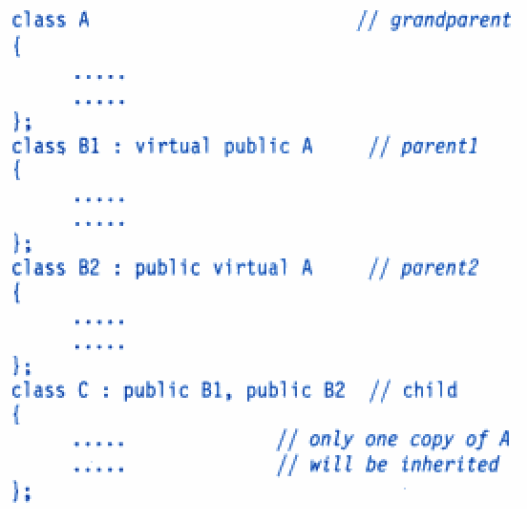 class A // grandparent
{
.....
.....
};
class B1 : virtual public A // parent1
{
.....
.....
};
class B2 : public virtual A // parent2
{
.....
.....
};
class C : public B1, public B2 // child
{
..... // only one copy of A
..... // will be inherited
};